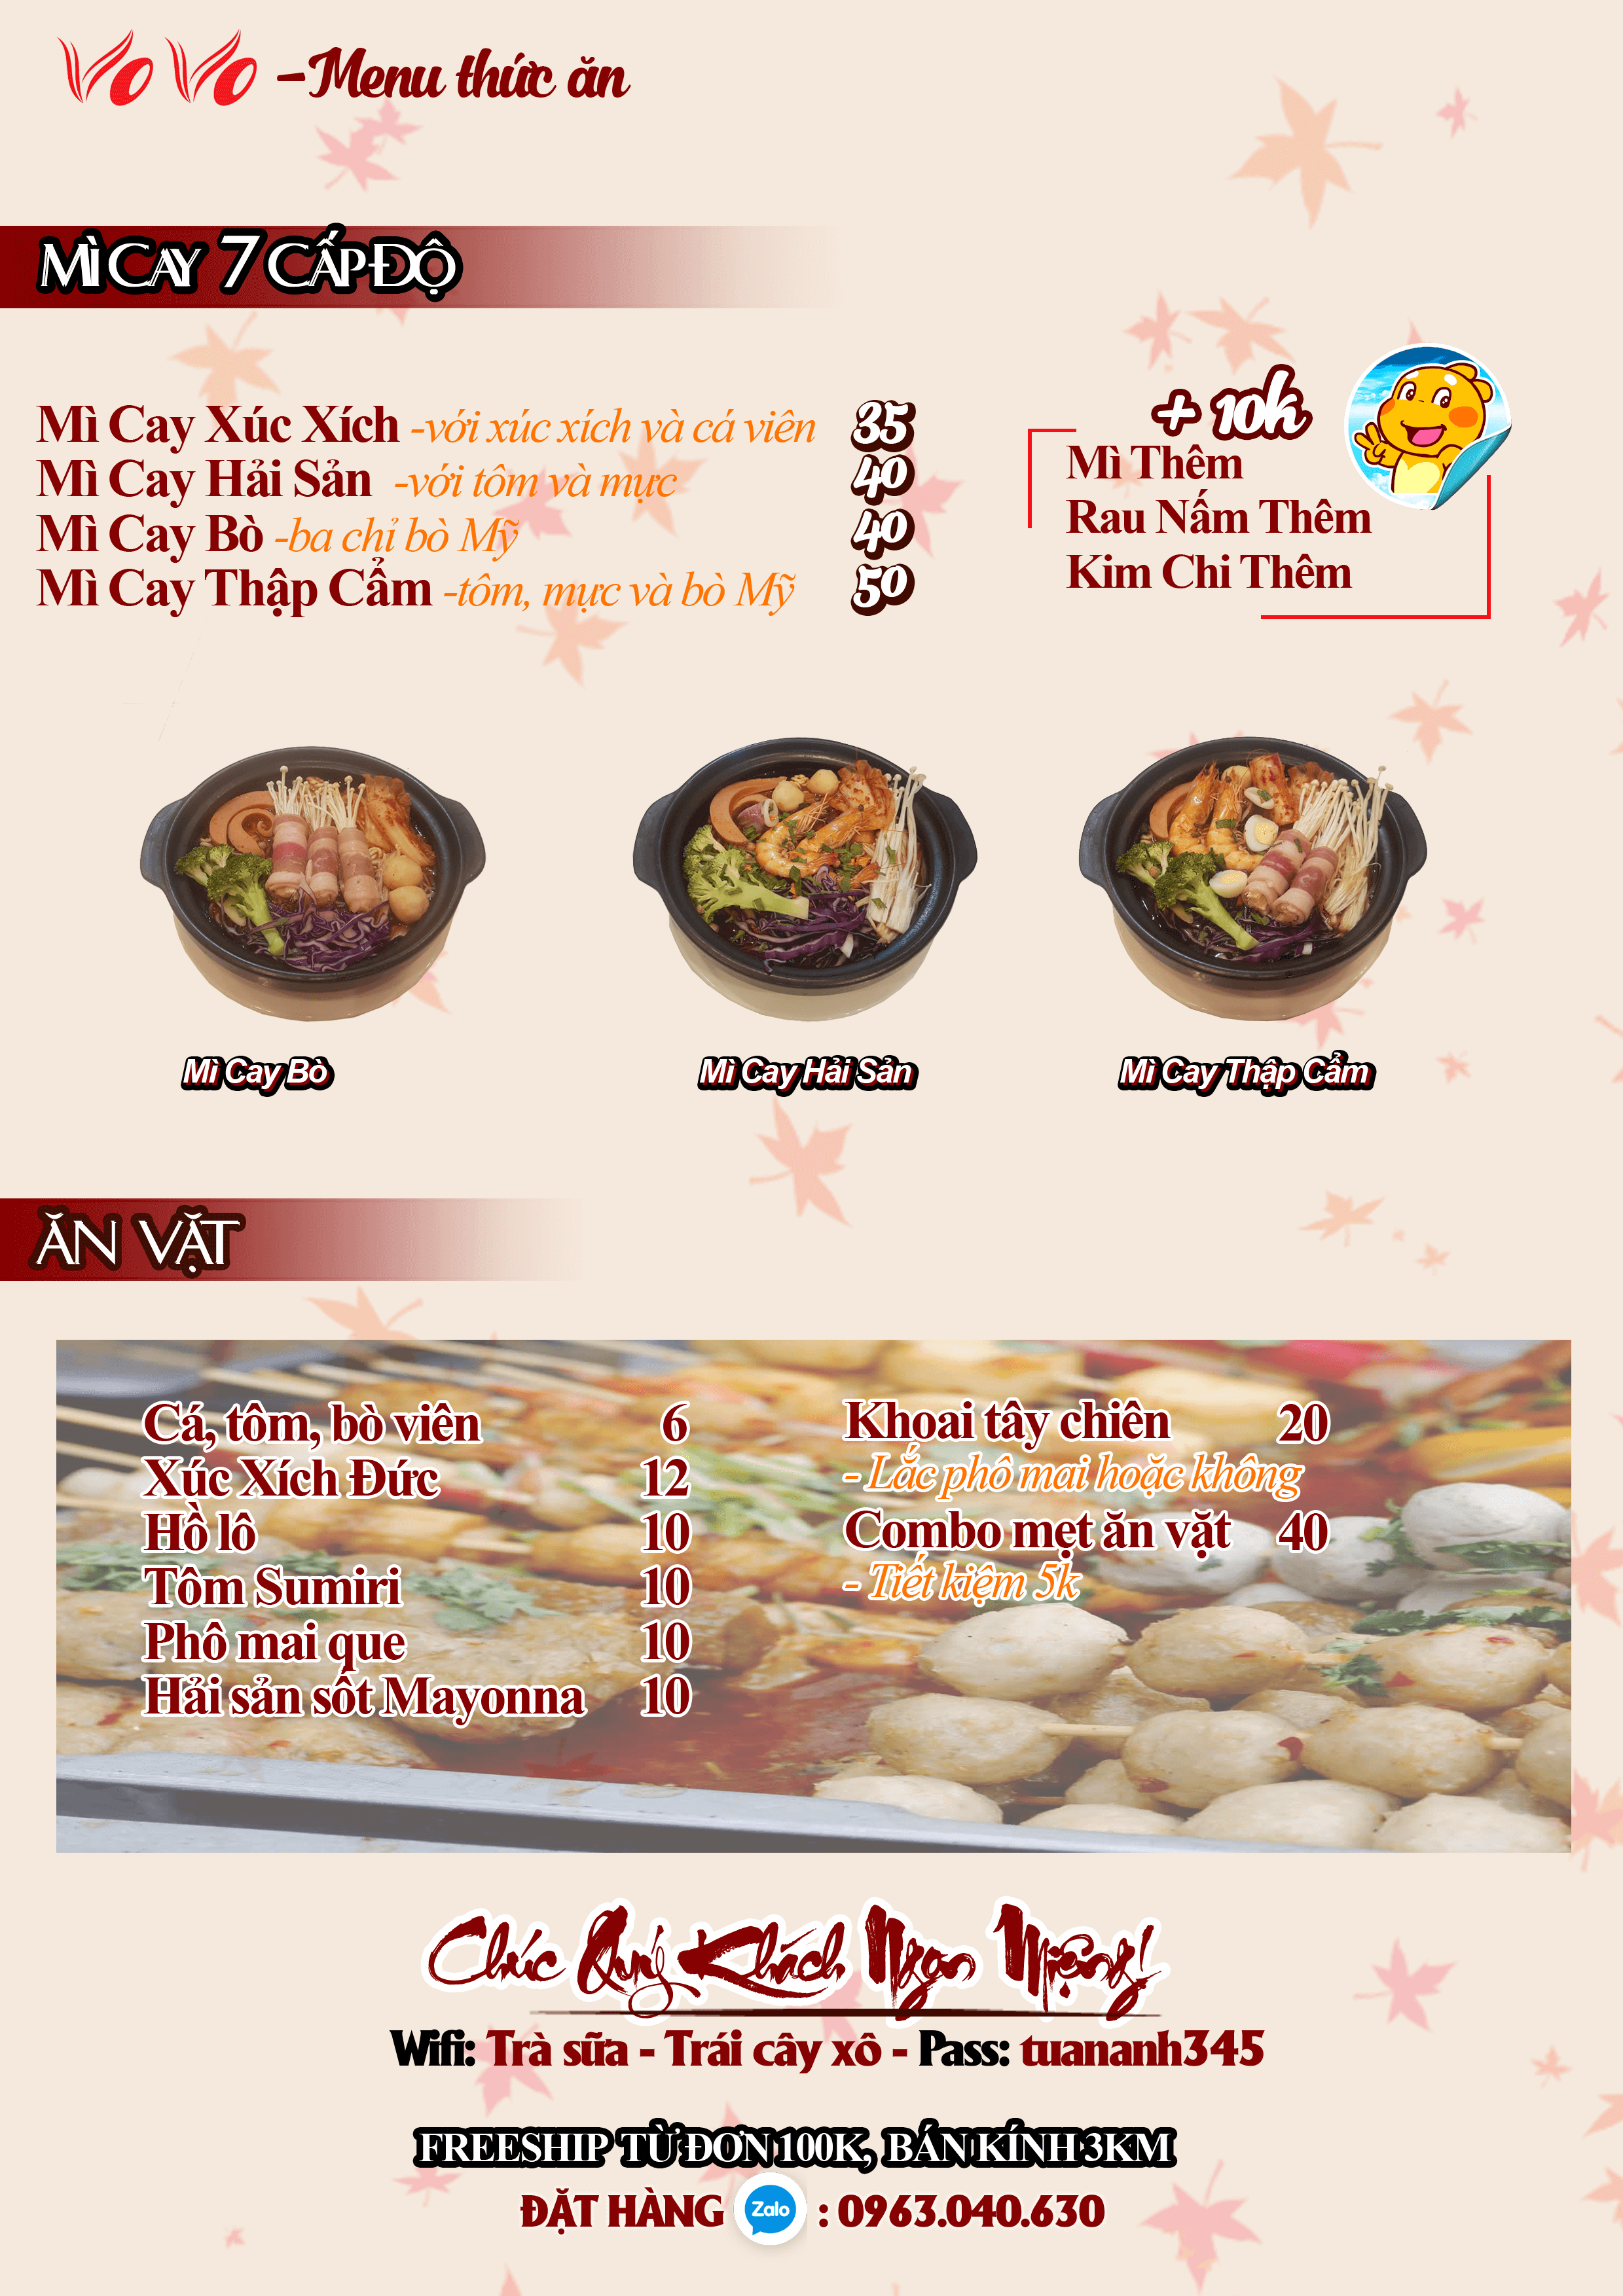 Vo Vo -Menu thức ăn
MÌ CAY 7 CẤP ĐỘ
Mì Cay Xúc Xích -với xúc xích và cá viên 35
Mì Cay Hải Sản -với tôm và mực 40
Mì Cay Bò -ba chỉ bò Mỹ 40
Mì Cay Thập Cẩm -tôm, mực và bò Mỹ 50
+ 10k
Mì Thêm
Rau Nấm Thêm
Kim Chi Thêm
Mì Cay Bò
Mì Cay Hải Sản
Mì Cay Thập Cẩm
ĂN VẶT
Cá, tôm, bò viên 6
Xúc Xích Đức 12
Hồ lô 10
Tôm Sumiri 10
Phô mai que 10
Hải sản sốt Mayonna 10
Khoai tây chiên 20
- Lắc phô mai hoặc không
Combo mẹt ăn vặt 40
- Tiết kiệm 5k
Chúc Quý Khách Ngon Miệng!
Wifi: Trà sữa - Trái cây xô - Pass: tuananh345
FREESHIP TỪ ĐƠN 100K, BÁN KÍNH 3KM
ĐẶT HÀNG Zalo : 0963.040.630